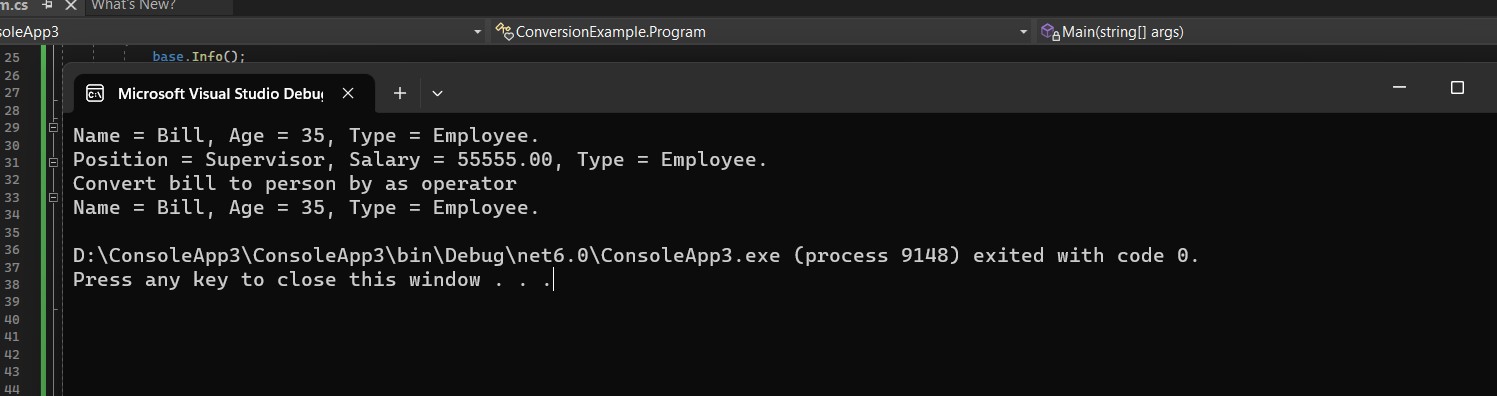 m.cs What's New?
soleApp3 ConversionExample.Program Main(string[] args)
25 base.Info();
26
Microsoft Visual Studio Debug
27
28
Name = Bill, Age = 35, Type = Employee.
29
30
Position = Supervisor, Salary = 55555.00, Type = Employee.
31
Convert bill to person by as operator
32
33
Name = Bill, Age = 35, Type = Employee.
34
35
36
D:\ConsoleApp3\ConsoleApp3\bin\Debug\net6.0\ConsoleApp3.exe (process 9148) exited with code 0.
37
Press any key to close this window . . .
38
39
40
41
42
43
44